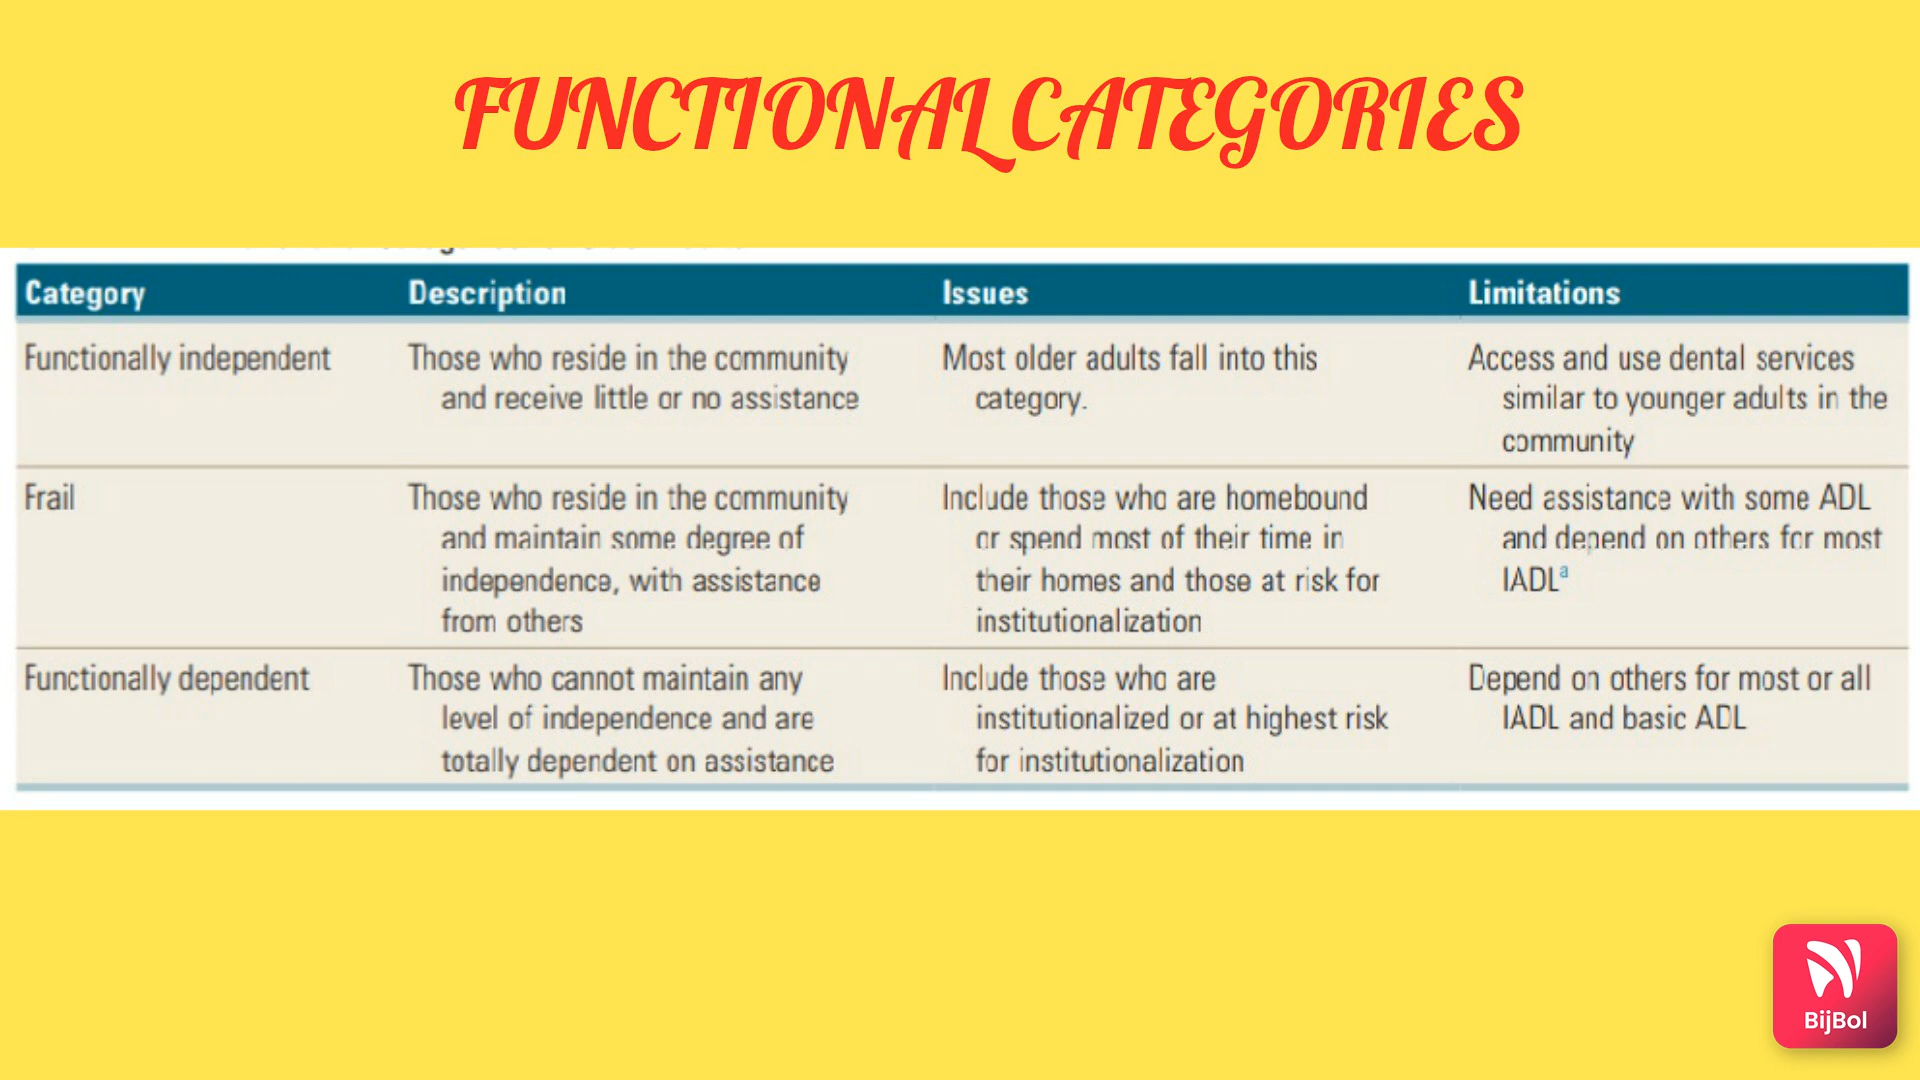 FUNCTIONAL CATEGORIES
Category Description Issues Limitations
Functionally independent Those who reside in the community Most older adults fall into this Access and use dental services
and receive little or no assistance category. similar to younger adults in the
community
Frail Those who reside in the community Include those who are homebound Need assistance with some ADL
and maintain some degree of or spend most of their time in and depend on others for most
independence, with assistance their homes and those at risk for IADLa
from others institutionalization
Functionally dependent Those who cannot maintain any Include those who are Depend on others for most or all
level of independence and are institutionalized or at highest risk IADL and basic ADL
totally dependent on assistance for institutionalization
BijBol